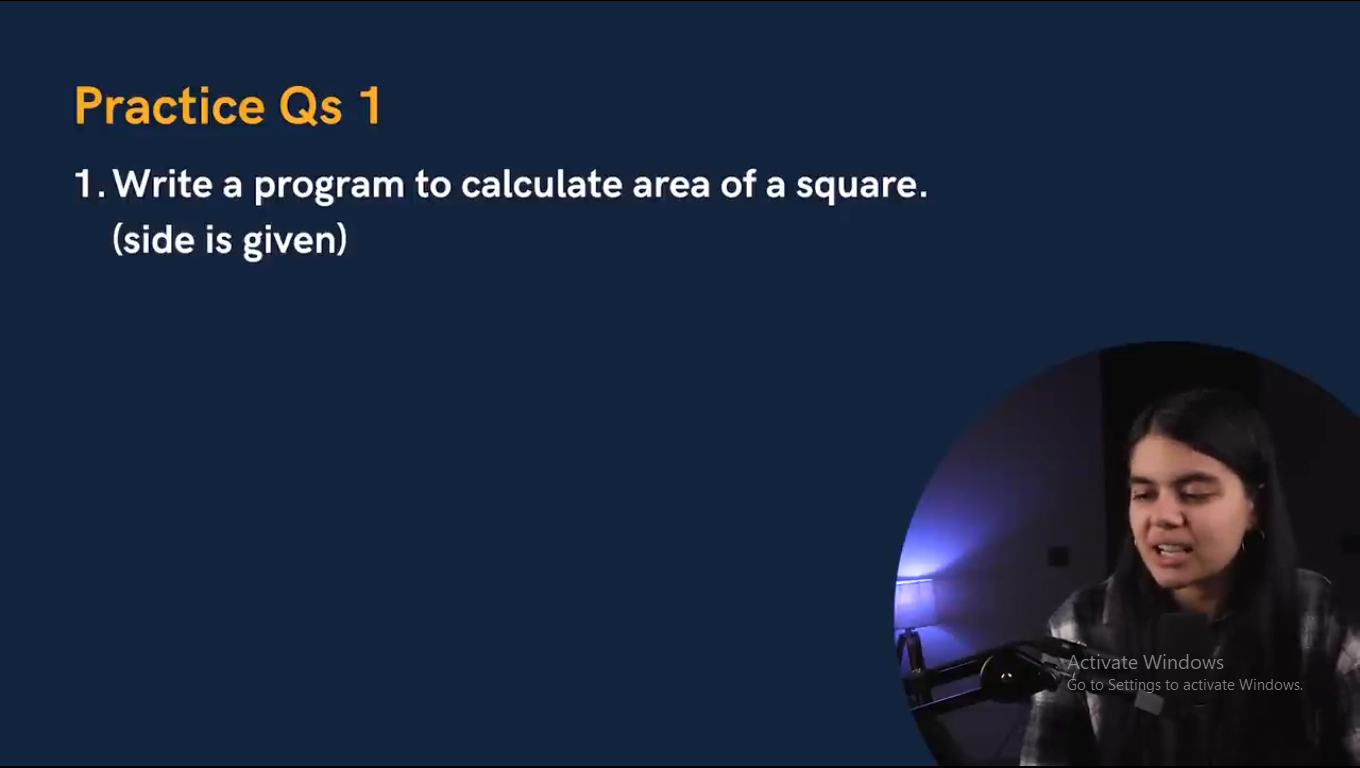 Practice Qs 1
1. Write a program to calculate area of a square.
(side is given)
Activate Windows
Go to Settings to activate Windows.